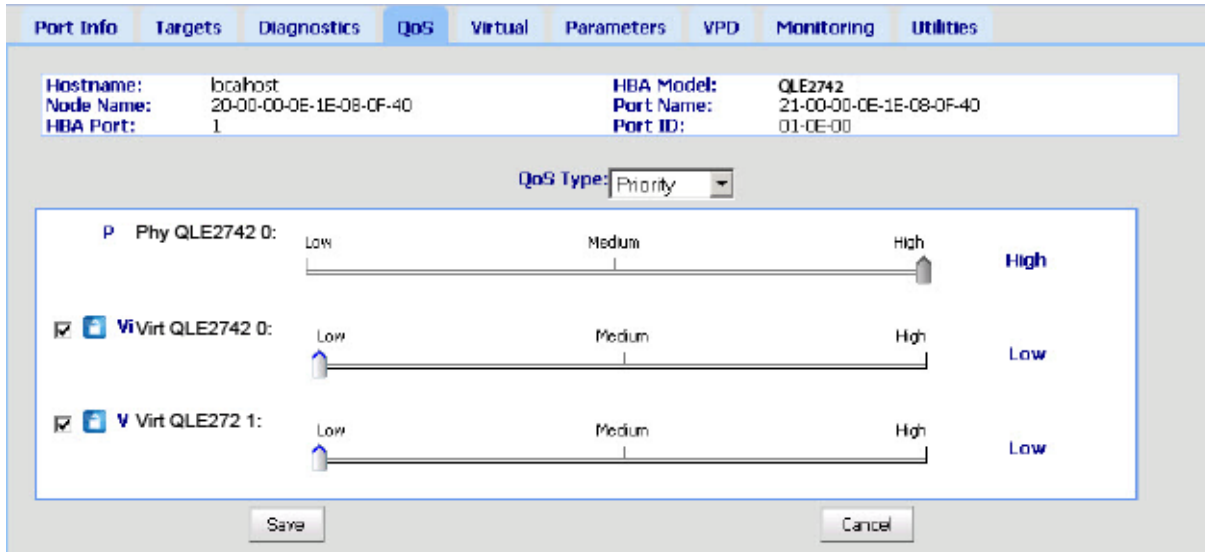 Port Info Targets Diagnostics QoS Virtual Parameters VPD Monitoring Utilities
Hostname: localhost HBA Model: QLE2742
Node Name: 20-00-00-0E-1E-08-0F-40 Port Name: 21-00-00-0E-1E-08-0F-40
HBA Port: 1 Port ID: 01-0E-00
QoS Type: Priority
P Phy QLE2742 0: Low Medium High High
Vi Virt QLE2742 0: Low Medium High Low
V Virt QLE272 1: Low Medium High Low
Save Cancel